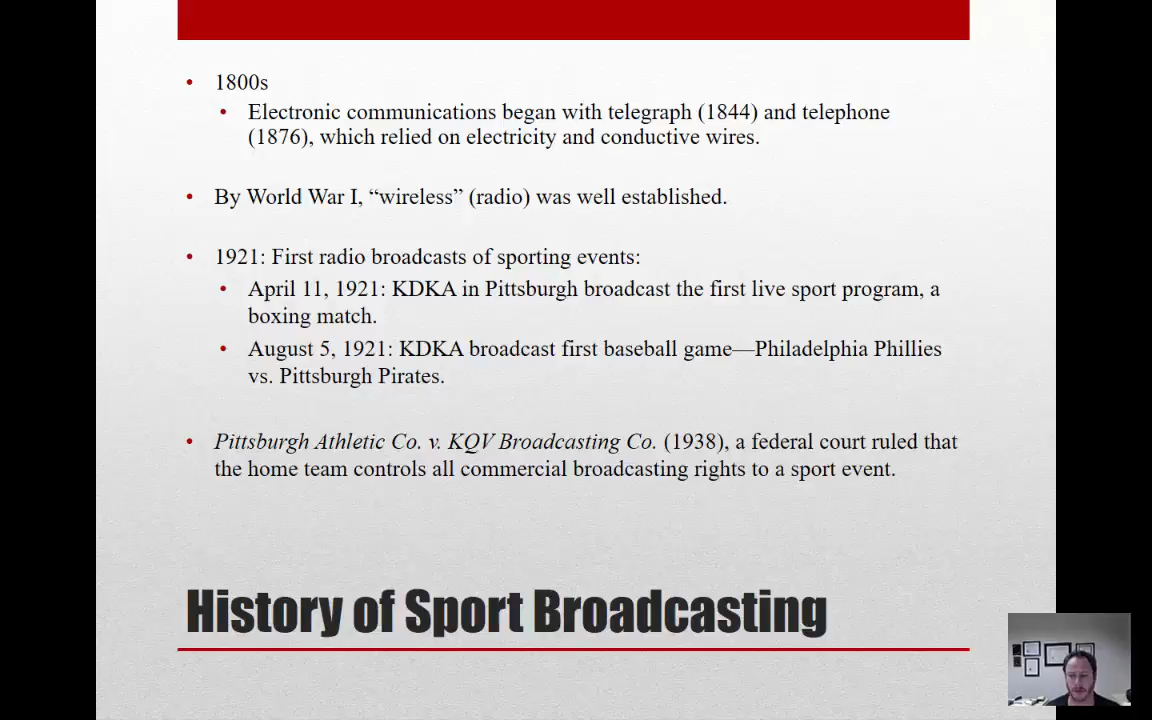 • 1800s
• Electronic communications began with telegraph (1844) and telephone
(1876), which relied on electricity and conductive wires.
• By World War I, “wireless” (radio) was well established.
• 1921: First radio broadcasts of sporting events:
• April 11, 1921: KDKA in Pittsburgh broadcast the first live sport program, a
boxing match.
• August 5, 1921: KDKA broadcast first baseball game—Philadelphia Phillies
vs. Pittsburgh Pirates.
• Pittsburgh Athletic Co. v. KQV Broadcasting Co. (1938), a federal court ruled that
the home team controls all commercial broadcasting rights to a sport event.
History of Sport Broadcasting